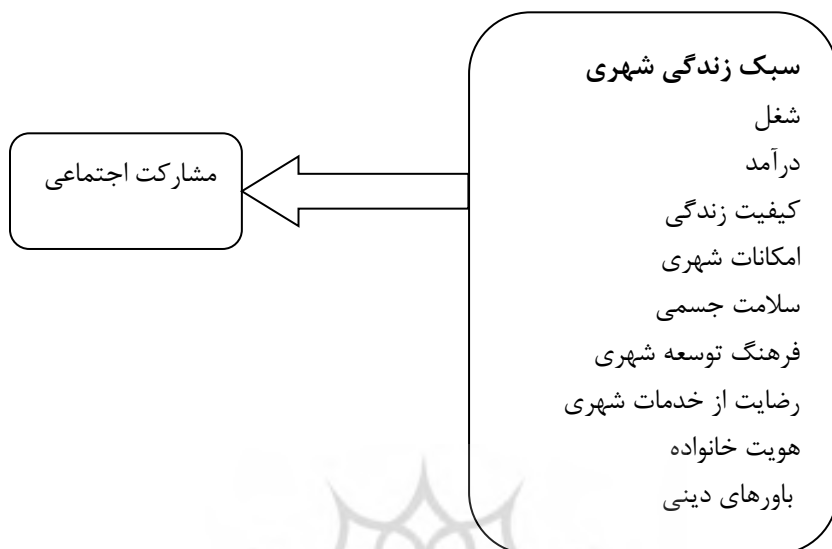 سبک زندگی شهری
شغل
درآمد
کیفیت زندگی
امکانات شهری
سلامت جسمی
فرهنگ توسعه شهری
رضایت از خدمات شهری
هویت خانواده
باورهای دینی
مشارکت اجتماعی